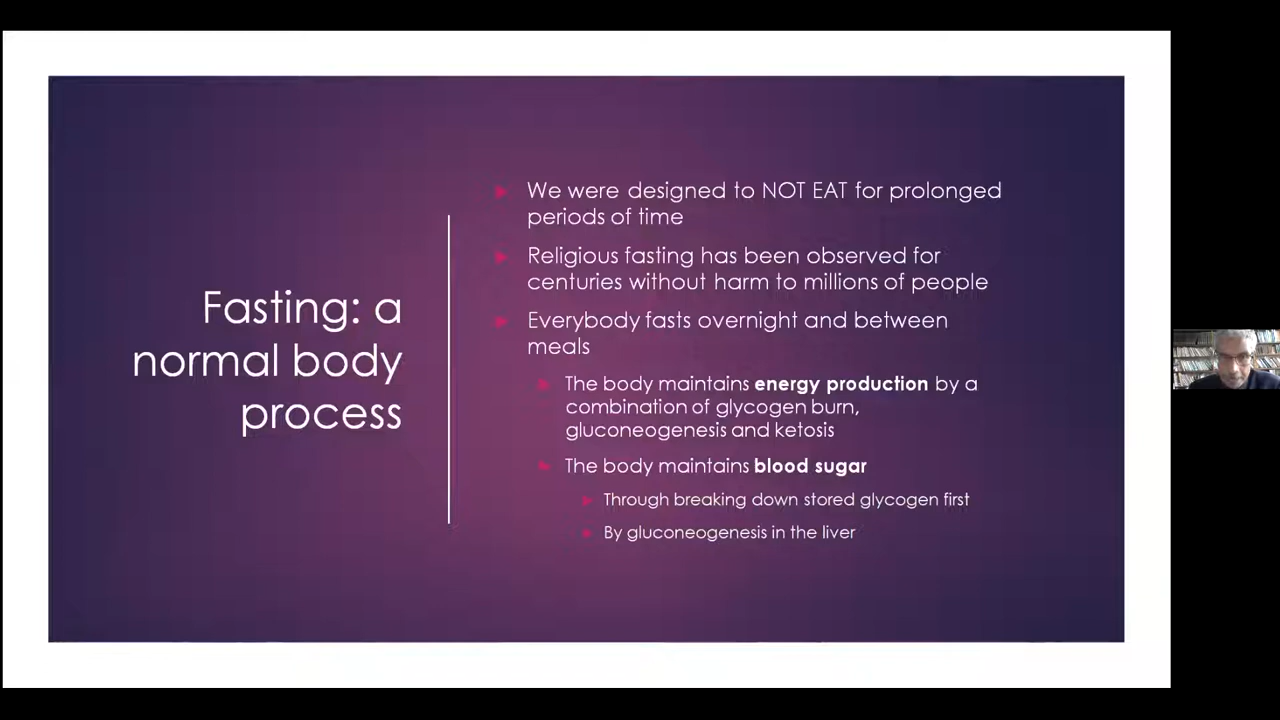 Fasting: a
normal body
process
We were designed to NOT EAT for prolonged
periods of time
Religious fasting has been observed for
centuries without harm to millions of people
Everybody fasts overnight and between
meals
The body maintains energy production by a
combination of glycogen burn,
gluconeogenesis and ketosis
The body maintains blood sugar
Through breaking down stored glycogen first
By gluconeogenesis in the liver